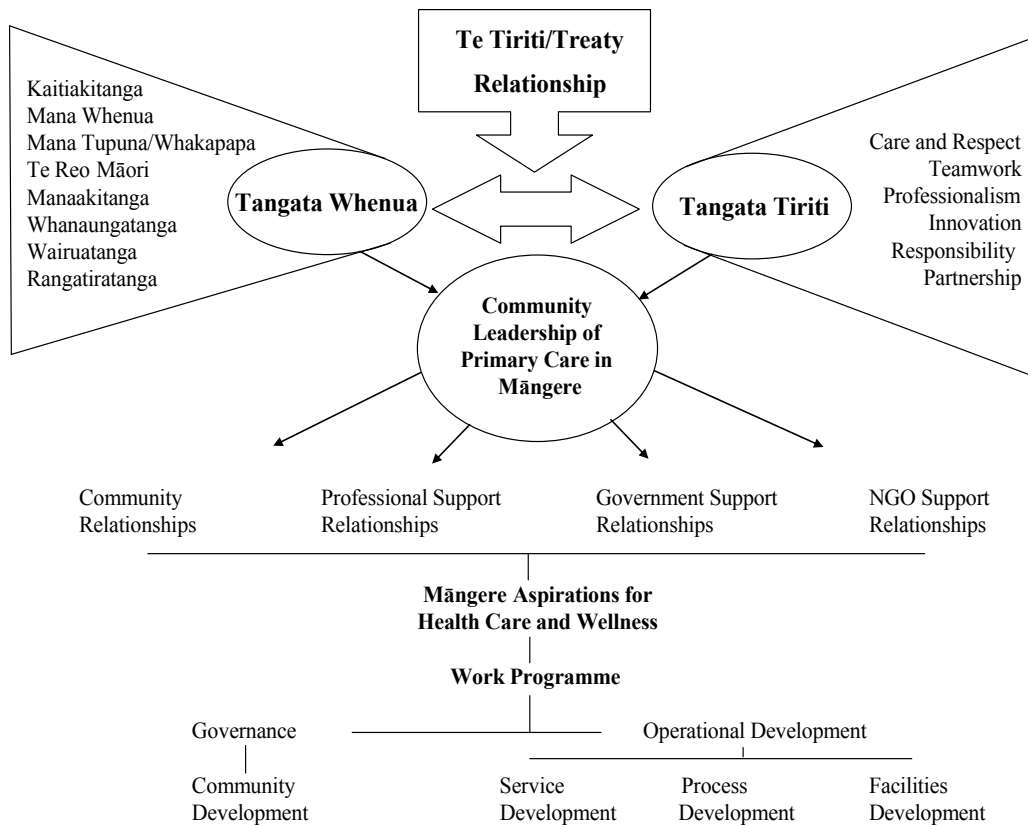 Te Tiriti/Treaty
Relationship
Kaitiakitanga
Mana Whenua
Mana Tupuna/Whakapapa
Te Reo Māori
Manaakitanga
Whanaungatanga
Wairuatanga
Rangatiratanga
Tangata Whenua
Tangata Tiriti
Care and Respect
Teamwork
Professionalism
Innovation
Responsibility
Partnership
Community
Leadership of
Primary Care in
Māngere
Community
Relationships
Professional Support
Relationships
Government Support
Relationships
NGO Support
Relationships
Māngere Aspirations for
Health Care and Wellness
Work Programme
Governance
Operational Development
Community
Development
Service
Development
Process
Development
Facilities
Development